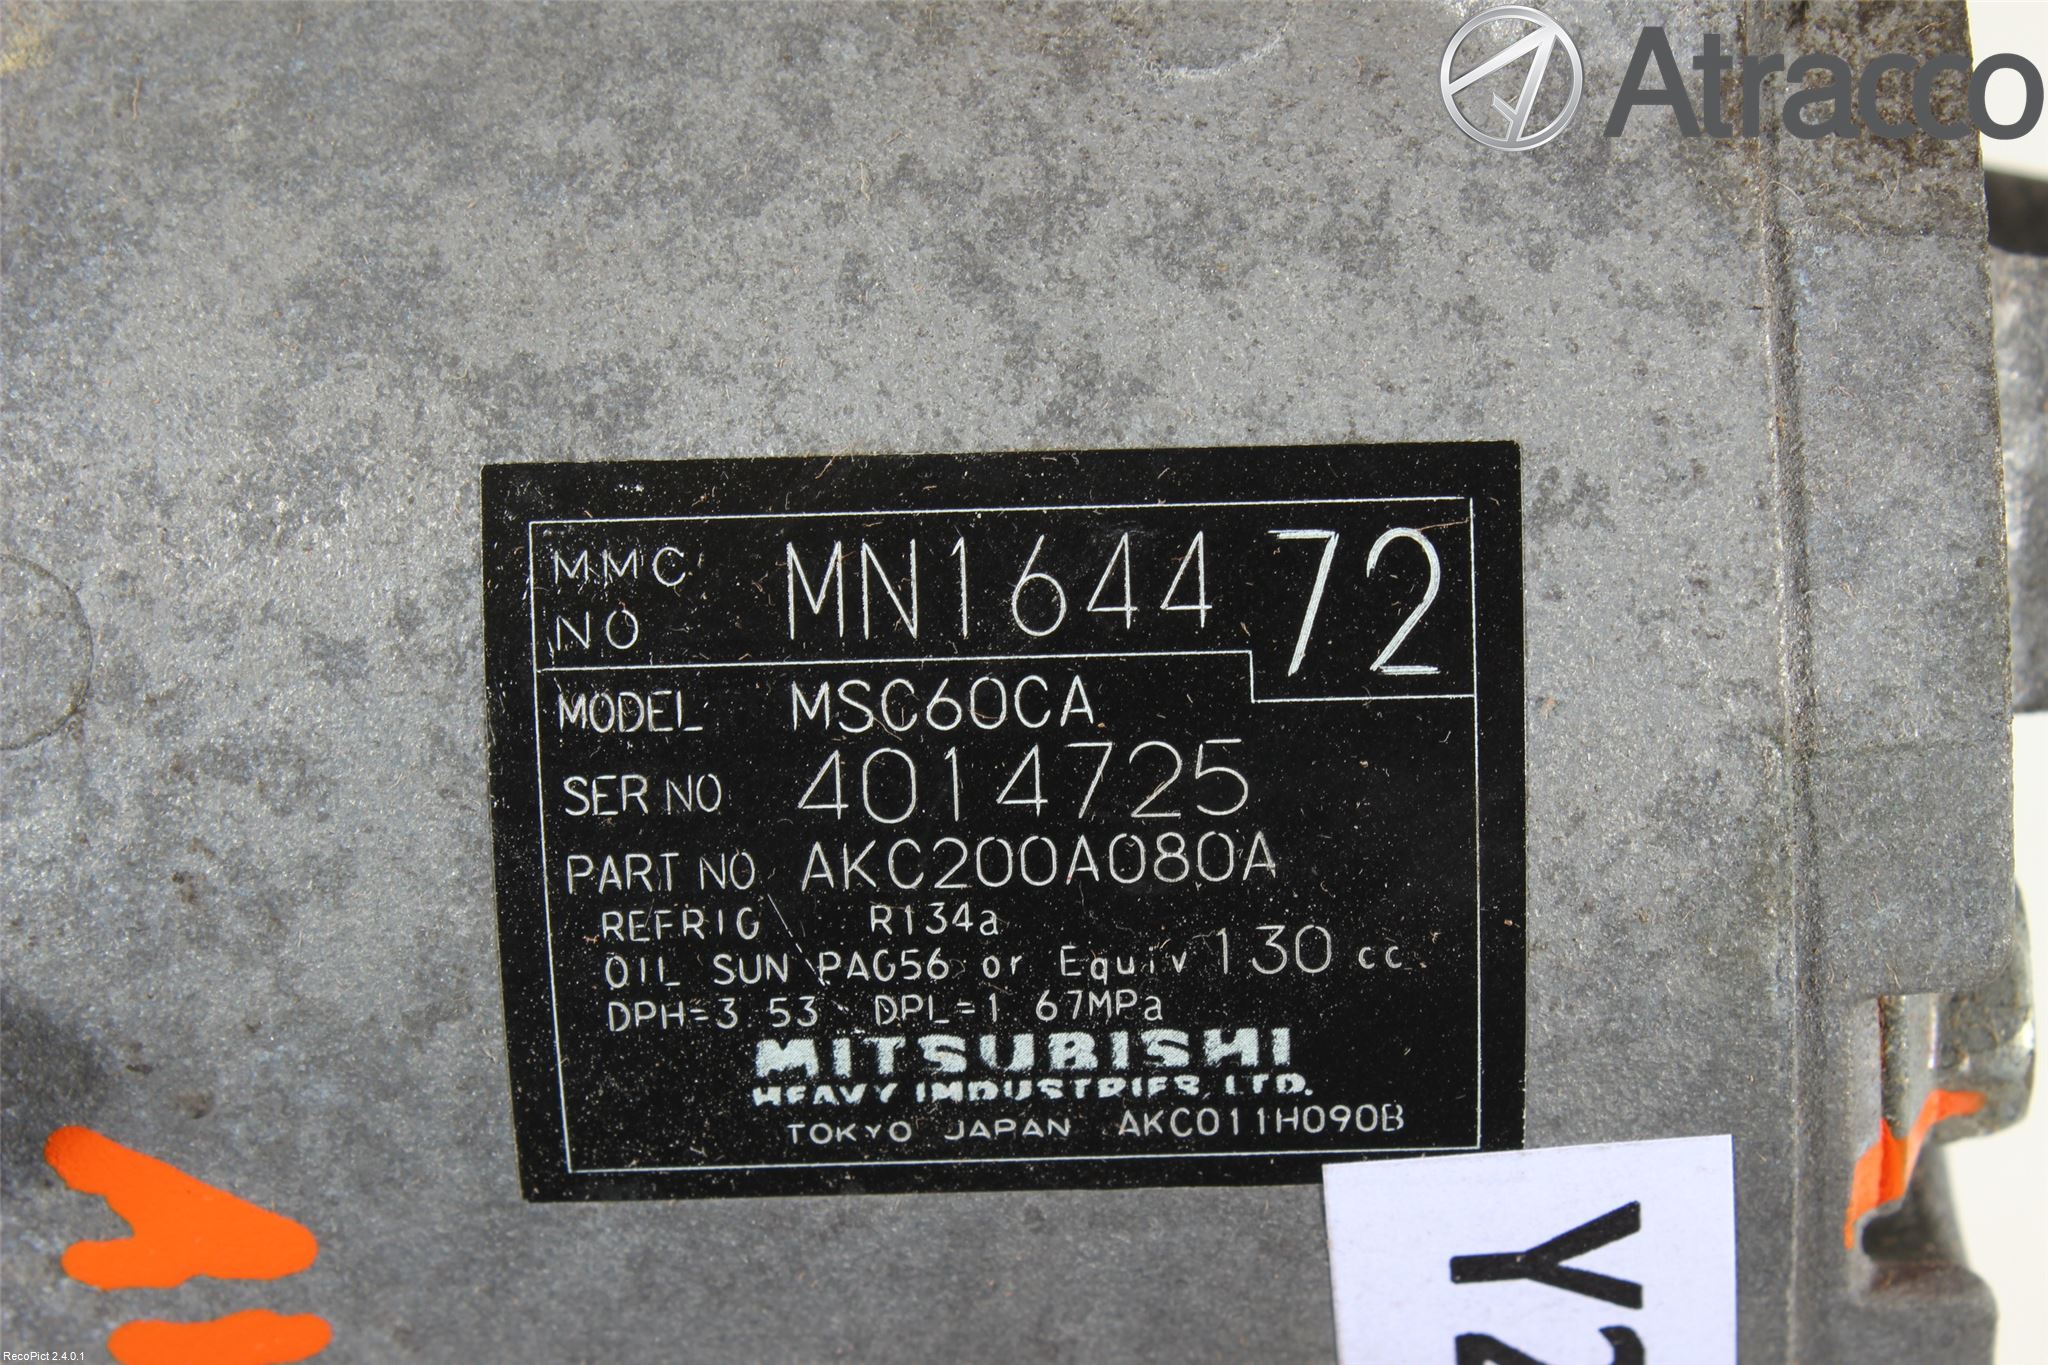 Atracco
MMC NO MN164472
MODEL MSC60CA
SER NO 4014725
PART NO AKC200A080A
REFRIG R134a
OIL SUN PAG56 or Equiv 130 cc
DPH=3.53 DPL=1.67MPa
MITSUBISHI
HEAVY INDUSTRIES, LTD.
TOKYO JAPAN AKC011H090B
Y2
RecoPict 2.4.0.1